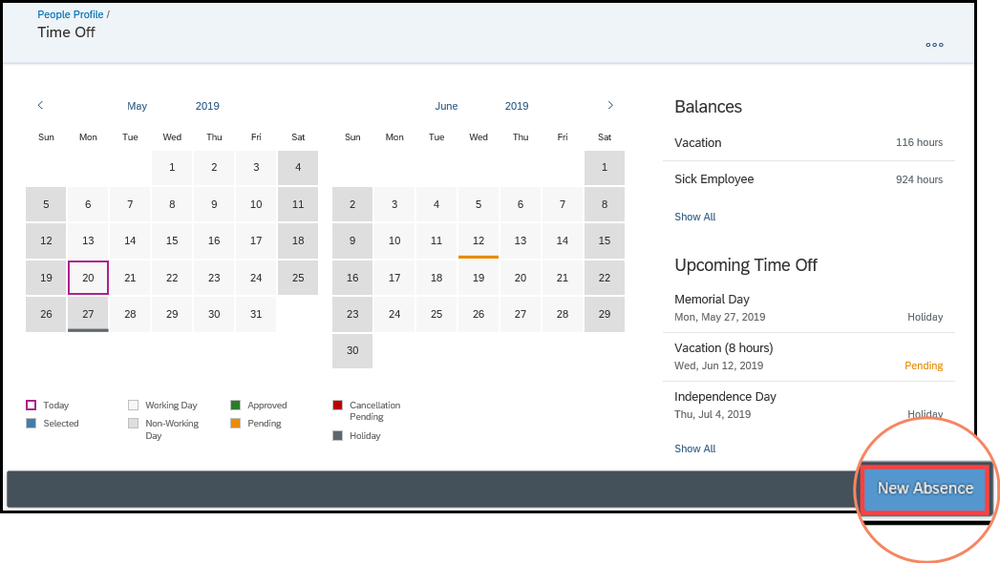 People Profile /
Time Off
May 2019
Sun Mon Tue Wed Thu Fri Sat
1 2 3 4
5 6 7 8 9 10 11
12 13 14 15 16 17 18
19 20 21 22 23 24 25
26 27 28 29 30 31
June 2019
Sun Mon Tue Wed Thu Fri Sat
1
2 3 4 5 6 7 8
9 10 11 12 13 14 15
16 17 18 19 20 21 22
23 24 25 26 27 28 29
30
Today
Selected
Working Day
Non-Working
Day
Approved
Pending
Cancellation
Pending
Holiday
Balances
Vacation 116 hours
Sick Employee 924 hours
Show All
Upcoming Time Off
Memorial Day
Mon, May 27, 2019 Holiday
Vacation (8 hours)
Wed, Jun 12, 2019 Pending
Independence Day
Thu, Jul 4, 2019 Holiday
Show All
New Absence